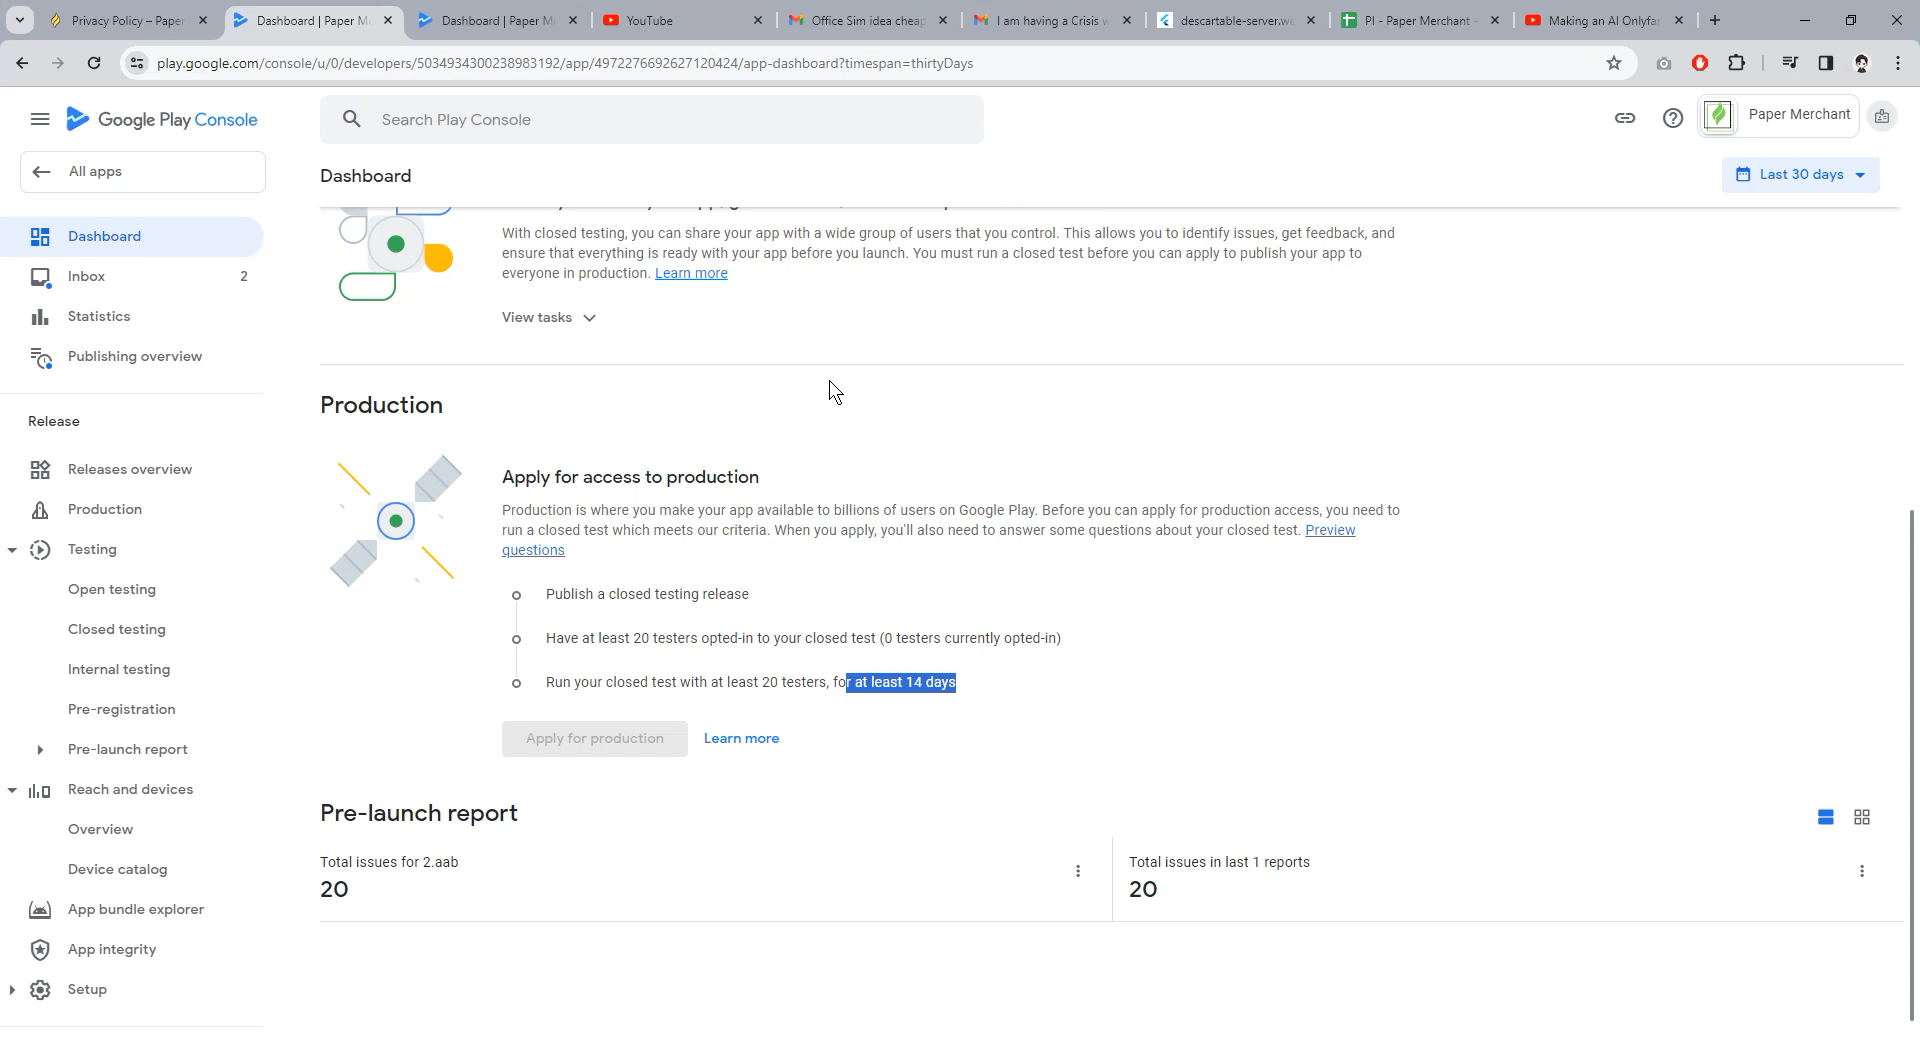 Privacy Policy – Paper
Dashboard | Paper M
Dashboard | Paper M
YouTube
Office Sim idea cheap
I am having a Crisis w
descartable-server.we
PI - Paper Merchant -
Making an AI Onlyfa
play.google.com/console/u/0/developers/5034934300238983192/app/4972276692627120424/app-dashboard?timespan=thirtyDays
Google Play Console
Search Play Console
Paper Merchant
All apps
Dashboard
Last 30 days
Dashboard
Inbox 2
Statistics
Publishing overview
Release
Releases overview
Production
Testing
Open testing
Closed testing
Internal testing
Pre-registration
Pre-launch report
Reach and devices
Overview
Device catalog
App bundle explorer
App integrity
Setup
With closed testing, you can share your app with a wide group of users that you control. This allows you to identify issues, get feedback, and
ensure that everything is ready with your app before you launch. You must run a closed test before you can apply to publish your app to
everyone in production. Learn more
View tasks
Production
Apply for access to production
Production is where you make your app available to billions of users on Google Play. Before you can apply for production access, you need to
run a closed test which meets our criteria. When you apply, you'll also need to answer some questions about your closed test. Preview
questions
Publish a closed testing release
Have at least 20 testers opted-in to your closed test (0 testers currently opted-in)
Run your closed test with at least 20 testers, for at least 14 days
Apply for production
Learn more
Pre-launch report
Total issues for 2.aab
20
Total issues in last 1 reports
20